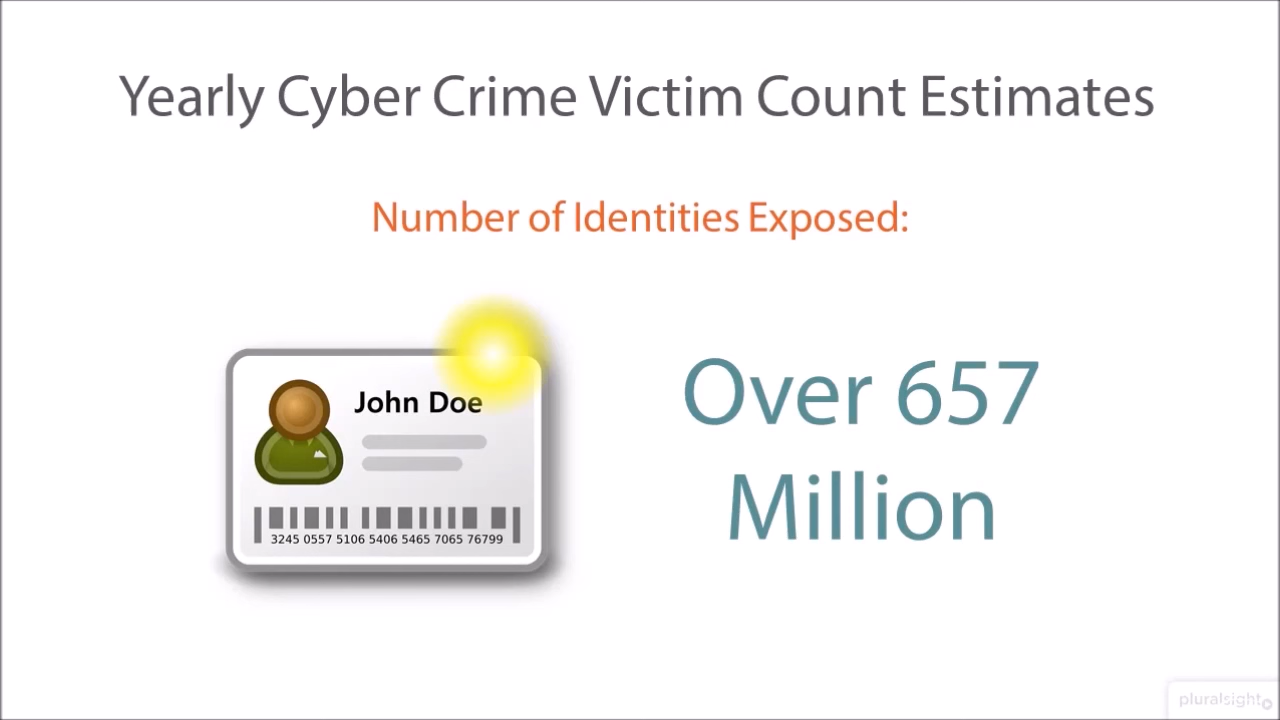 Yearly Cyber Crime Victim Count Estimates
Number of Identities Exposed:
John Doe
3245 0557 5106 5406 5465 7065 76799
Over 657
Million
pluralsight